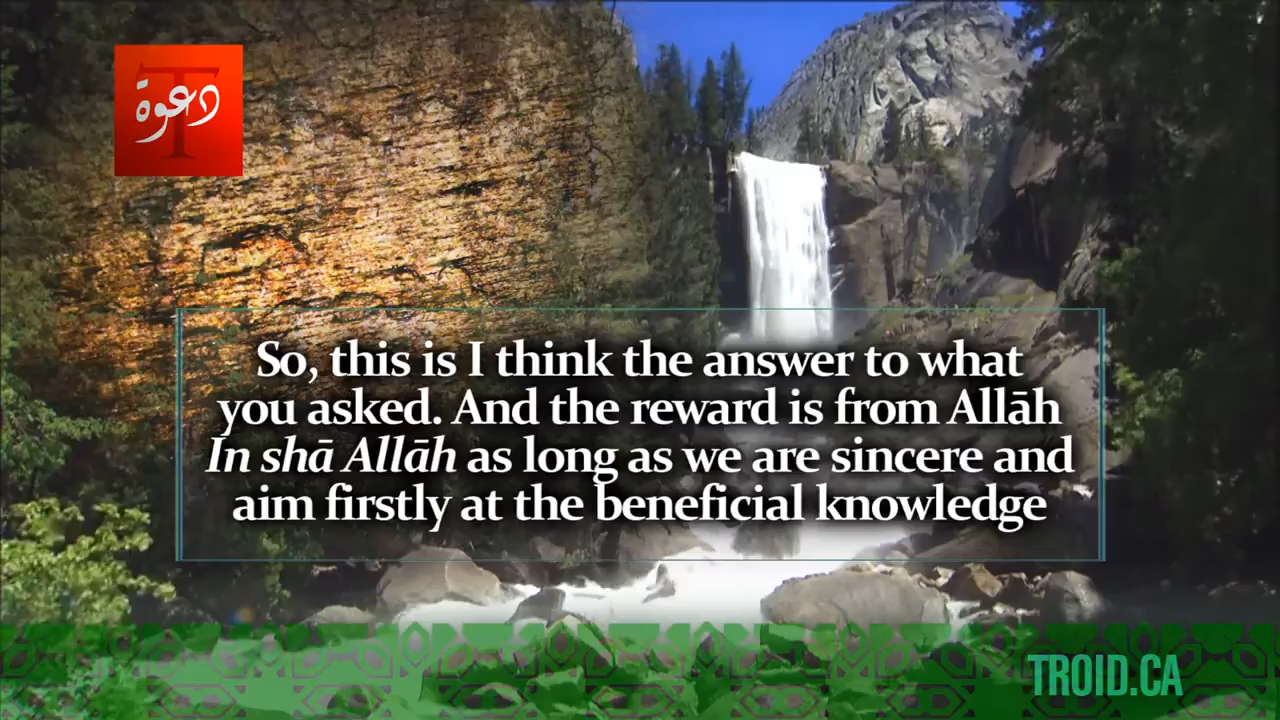 T
دعوة
So, this is I think the answer to what
you asked. And the reward is from Allāh
In shā Allāh as long as we are sincere and
aim firstly at the beneficial knowledge
TROID.CA